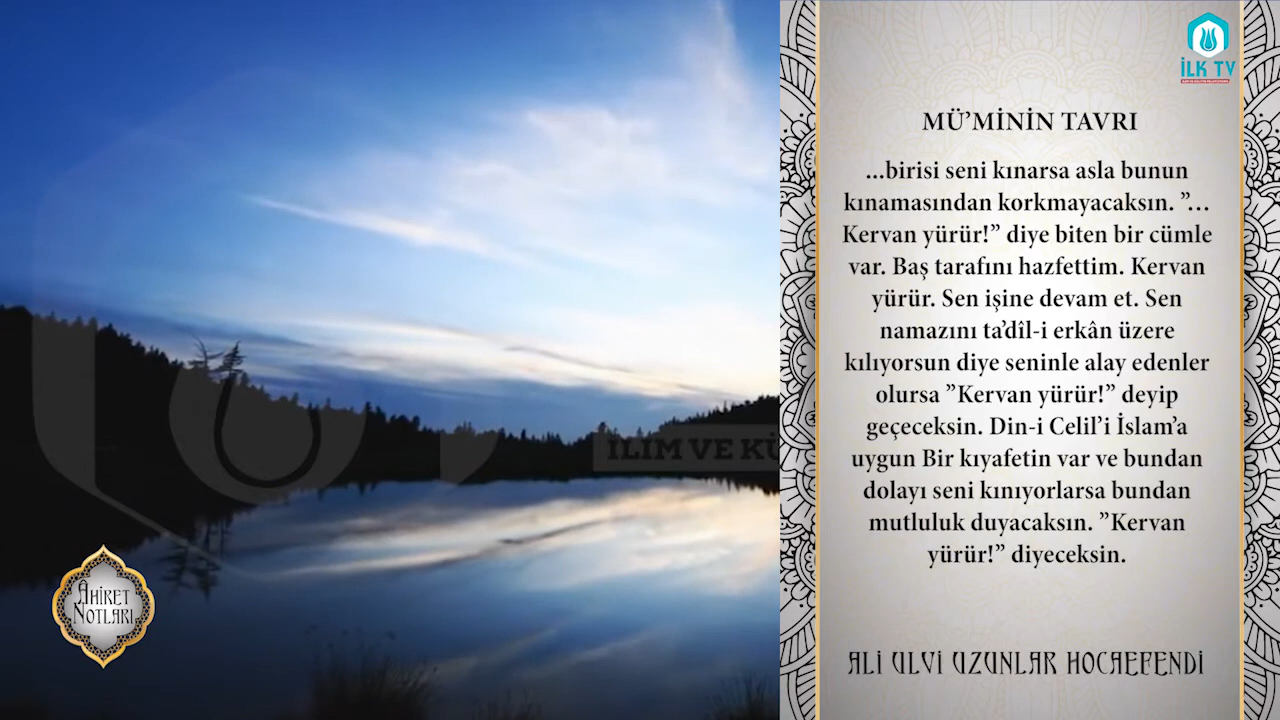 İLK TV
MÜ’MİNİN TAVRI
...birisi seni kınarsa asla bunun
kınamasından korkmayacaksın. ”...
Kervan yürür!” diye biten bir cümle
var. Baş tarafını hazfettim. Kervan
yürür. Sen işine devam et. Sen
namazını ta’dîl-i erkân üzere
kılıyorsun diye seninle alay edenler
olursa ”Kervan yürür!” deyip
geçeceksin. Din-i Celil’i İslam’a
uygun Bir kıyafetin var ve bundan
dolayı seni kınıyorlarsa bundan
mutluluk duyacaksın. ”Kervan
yürür!” diyeceksin.
ALİ ULVİ UZUNLAR HOCAEFENDİ
ÂHİRET
NOTLARI
İLİM VE KÜ